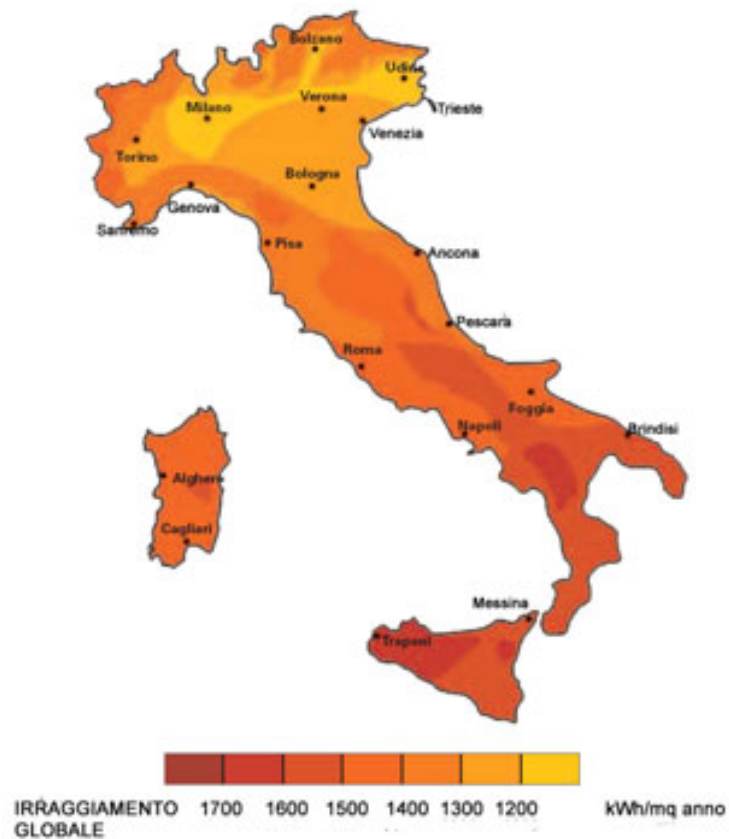 Bolzano
Udine
Milano
Verona
Trieste
Venezia
Torino
Bologna
Genova
Sanremo
Pisa
Ancona
Pescara
Roma
Foggia
Napoli
Brindisi
Alghero
Cagliari
Messina
Trapani
IRRAGGIAMENTO 1700 1600 1500 1400 1300 1200 kWh/mq anno
GLOBALE